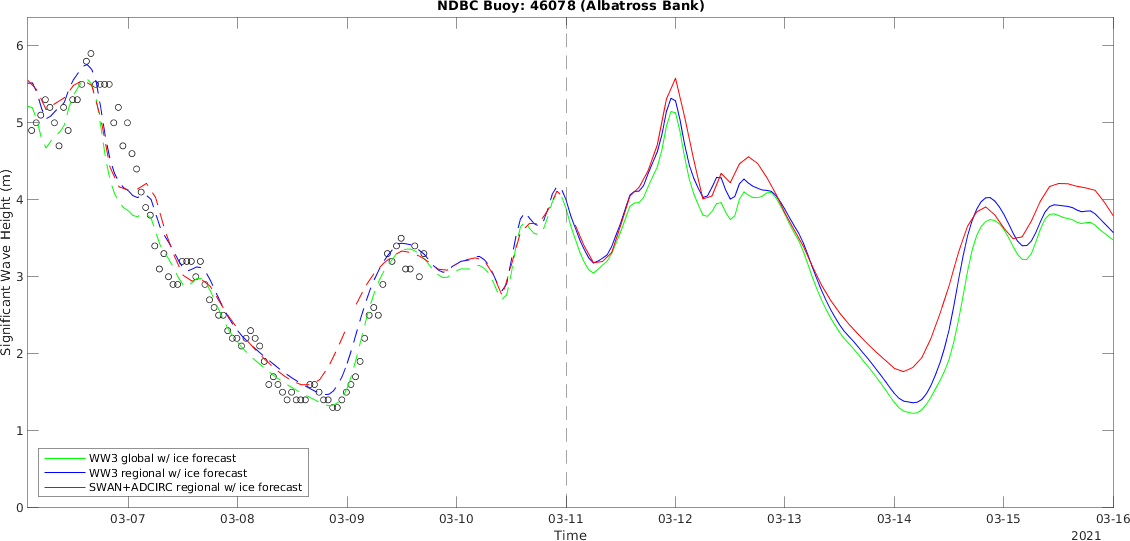 NDBC Buoy: 46078 (Albatross Bank)
Significant Wave Height (m)
6
5
4
3
2
1
0
WW3 global w/ ice forecast
WW3 regional w/ ice forecast
SWAN+ADCIRC regional w/ ice forecast
03-07 03-08 03-09 03-10 03-11 03-12 03-13 03-14 03-15 03-16
Time
2021